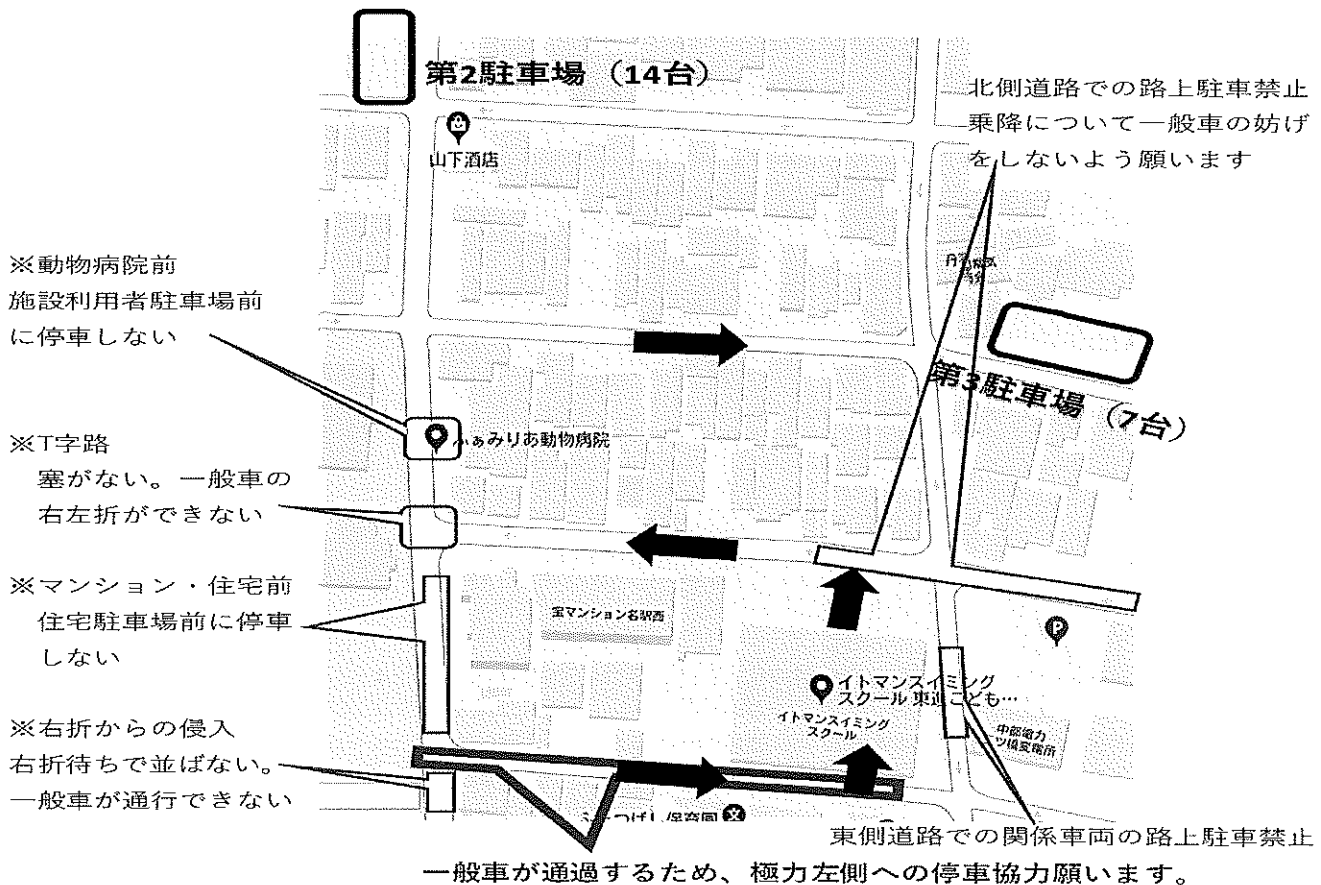 第2駐車場（14台）
山下酒店
北側道路での路上駐車禁止
乗降について一般車の妨げ
をしないよう願います
※動物病院前
施設利用者駐車場前
に停車しない
第3駐車場（7台）
ふぁみりあ動物病院
※T字路
塞がない。一般車の
右左折ができない
※マンション・住宅前
住宅駐車場前に停車
しない
宝マンション名駅西
P
イトマンスイミング
スクール 東進こども…
イトマンスイミング
スクール
中部電力
ツ橋変電所
※右折からの侵入
右折待ちで並ばない。
一般車が通行できない
東側道路での関係車両の路上駐車禁止
一般車が通過するため、極力左側への停車協力願います。